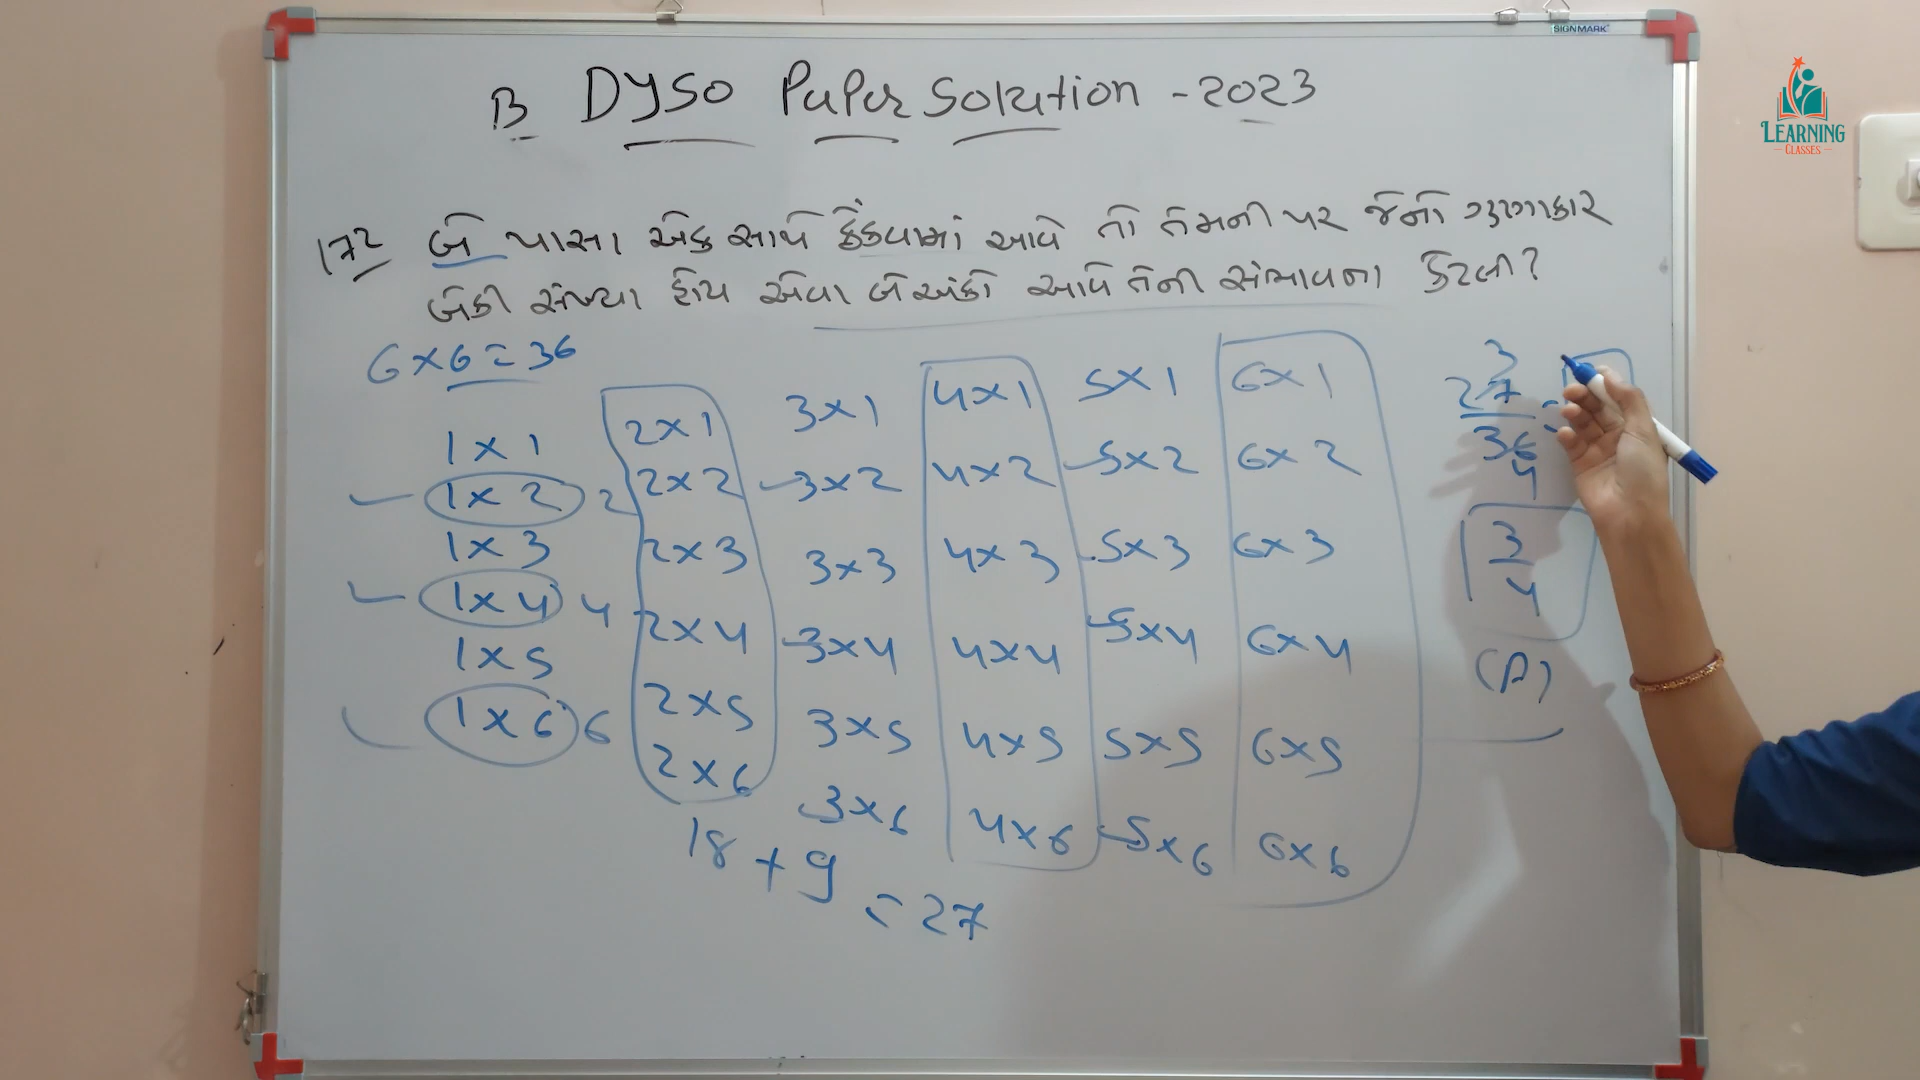 SIGNMARK
LEARNING
CLASSES
B DYSO Paper Solution - 2023
172 બે પાસા એક સાથે ફેંકવામાં આવે તો તેમની પર જેનો ગુણાકાર
બેકી સંખ્યા હોય એવા બે અંકો આવે તેની સંભાવના કેટલી?
6 x 6 = 36
1 x 1
1 x 2 2
1 x 3
1 x 4 4
1 x 5
1 x 6 6
2 x 1
2 x 2
2 x 3
2 x 4
2 x 5
2 x 6
3 x 1
3 x 2
3 x 3
3 x 4
3 x 5
3 x 6
4 x 1
4 x 2
4 x 3
4 x 4
4 x 5
4 x 6
5 x 1
5 x 2
5 x 3
5 x 4
5 x 5
5 x 6
6 x 1
6 x 2
6 x 3
6 x 4
6 x 5
6 x 6
18 + 9
= 27
3
27
36 =
4
3
4
(A)